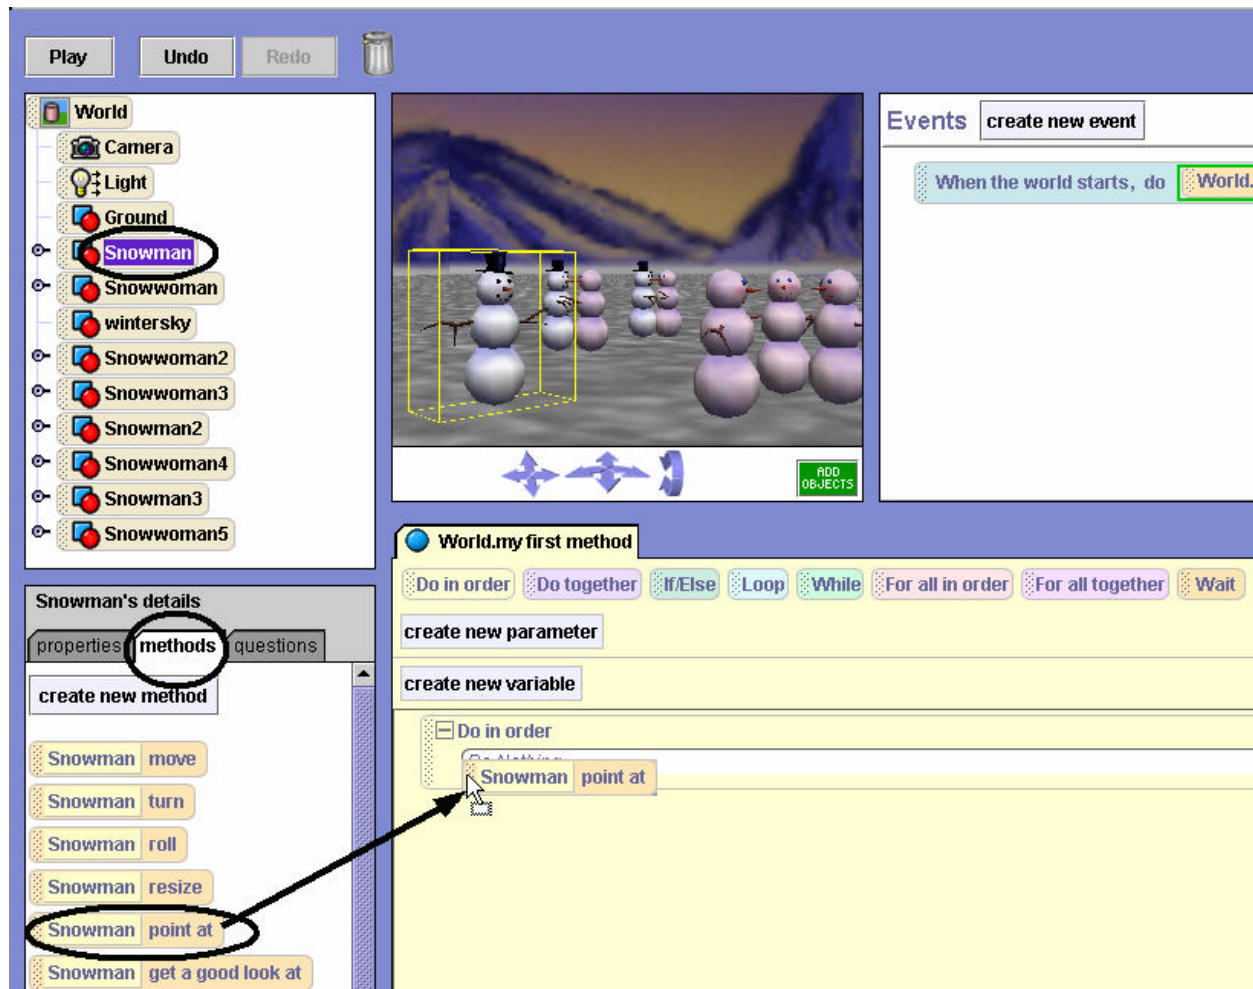 Play Undo Redo
World
Camera
Light
Ground
Snowman
Snowwoman
wintersky
Snowwoman2
Snowwoman3
Snowman2
Snowwoman4
Snowman3
Snowwoman5
ADD
OBJECTS
Events create new event
When the world starts, do World.
Snowman's details
properties methods questions
create new method
Snowman move
Snowman turn
Snowman roll
Snowman resize
Snowman point at
Snowman get a good look at
World.my first method
Do in order Do together If/Else Loop While For all in order For all together Wait
create new parameter
create new variable
Do in order
Do Nothing
Snowman point at